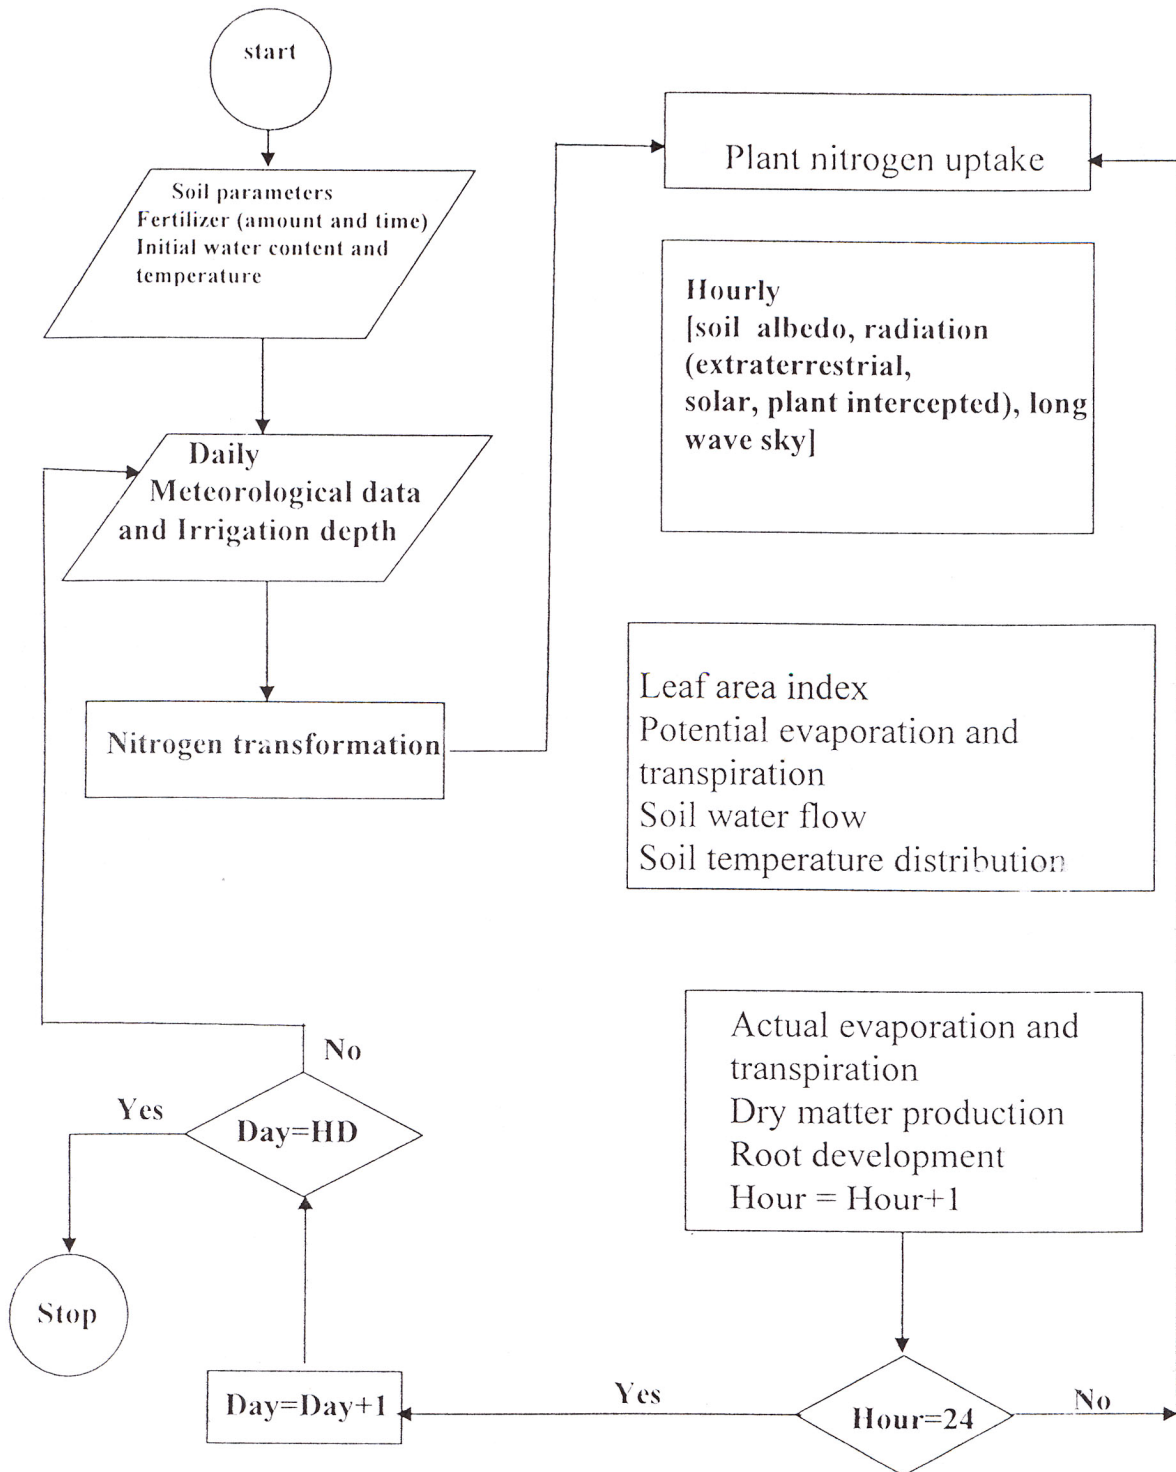 start
Soil parameters
Fertilizer (amount and time)
Initial water content and
temperature
Daily
Meteorological data
and Irrigation depth
Nitrogen transformation
Plant nitrogen uptake
Hourly
[soil albedo, radiation
(extraterrestrial,
solar, plant intercepted), long
wave sky]
Leaf area index
Potential evaporation and
transpiration
Soil water flow
Soil temperature distribution
Actual evaporation and
transpiration
Dry matter production
Root development
Hour = Hour+1
Hour=24
No
Yes
Day=Day+1
Day=HD
No
Yes
Stop